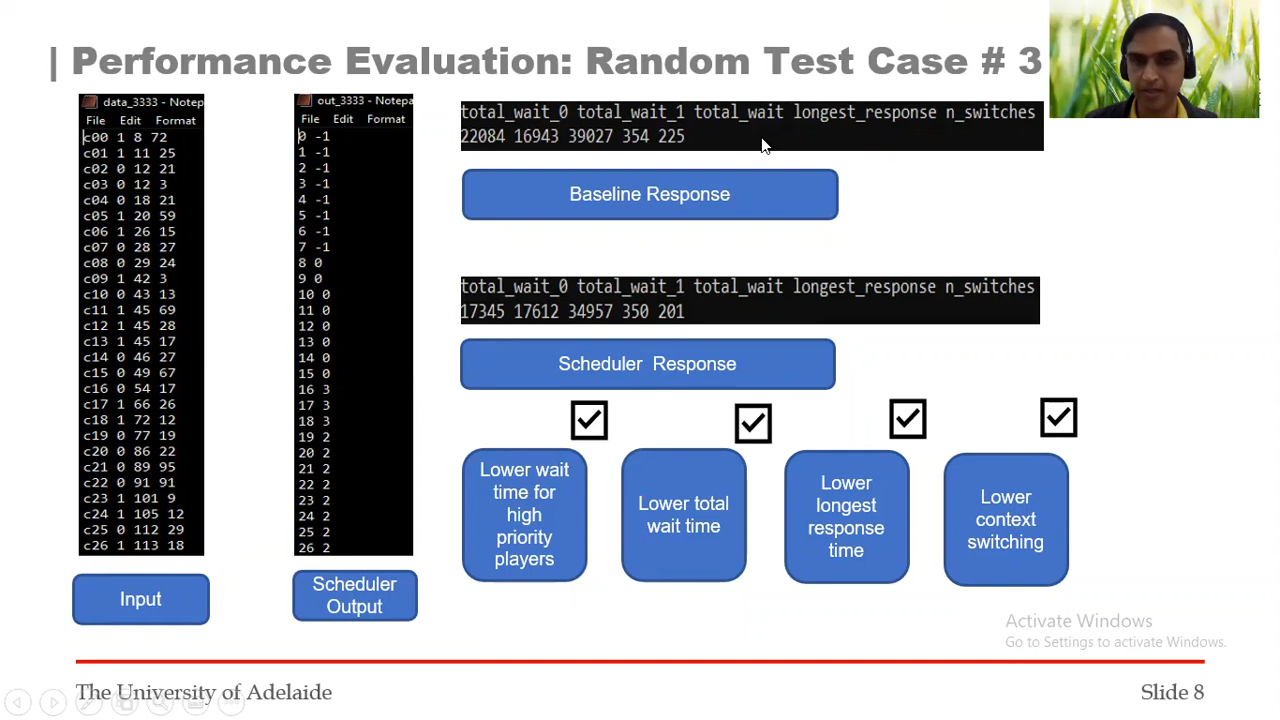 | Performance Evaluation: Random Test Case # 3
data_3333 - Notep
File Edit Format
c00 1 8 72
c01 1 11 25
c02 0 12 21
c03 0 12 3
c04 0 18 21
c05 1 20 59
c06 1 26 15
c07 0 28 27
c08 0 29 24
c09 1 42 3
c10 0 43 13
c11 1 45 69
c12 1 45 28
c13 1 45 17
c14 0 46 27
c15 0 49 67
c16 0 54 17
c17 1 66 26
c18 1 72 12
c19 0 77 19
c20 0 86 22
c21 0 89 95
c22 0 91 91
c23 1 101 9
c24 1 105 12
c25 0 112 29
c26 1 113 18
Input
out_3333 - Notepa
File Edit Format
0 -1
1 -1
2 -1
3 -1
4 -1
5 -1
6 -1
7 -1
8 0
9 0
10 0
11 0
12 0
13 0
14 0
15 0
16 3
17 3
18 3
19 2
20 2
21 2
22 2
23 2
24 2
25 2
26 2
Scheduler
Output
total_wait_0 total_wait_1 total_wait longest_response n_switches
22084 16943 39027 354 225
Baseline Response
total_wait_0 total_wait_1 total_wait longest_response n_switches
17345 17612 34957 350 201
Scheduler Response
Lower wait
time for
high
priority
players
Lower total
wait time
Lower
longest
response
time
Lower
context
switching
Activate Windows
Go to Settings to activate Windows.
The University of Adelaide
Slide 8